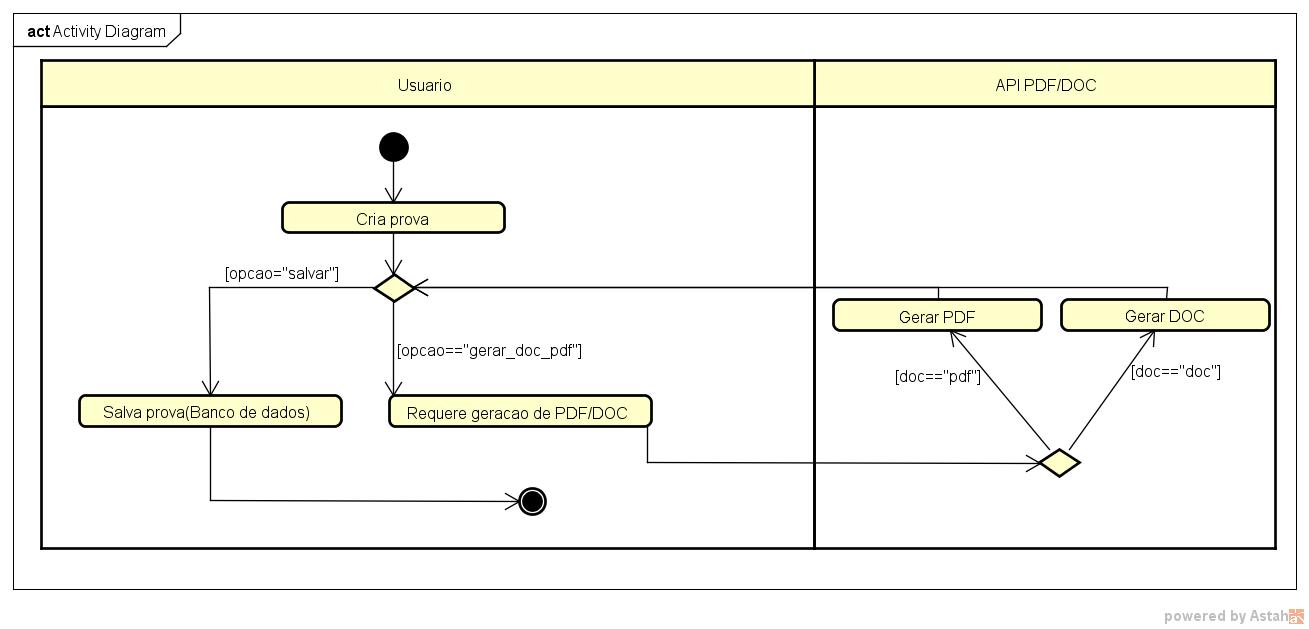 act Activity Diagram
Usuario
API PDF/DOC
Cria prova
[opcao="salvar"]
Gerar PDF
Gerar DOC
[opcao=="gerar_doc_pdf"]
[doc=="pdf"]
[doc=="doc"]
Salva prova(Banco de dados)
Requere geracao de PDF/DOC
powered by Astah